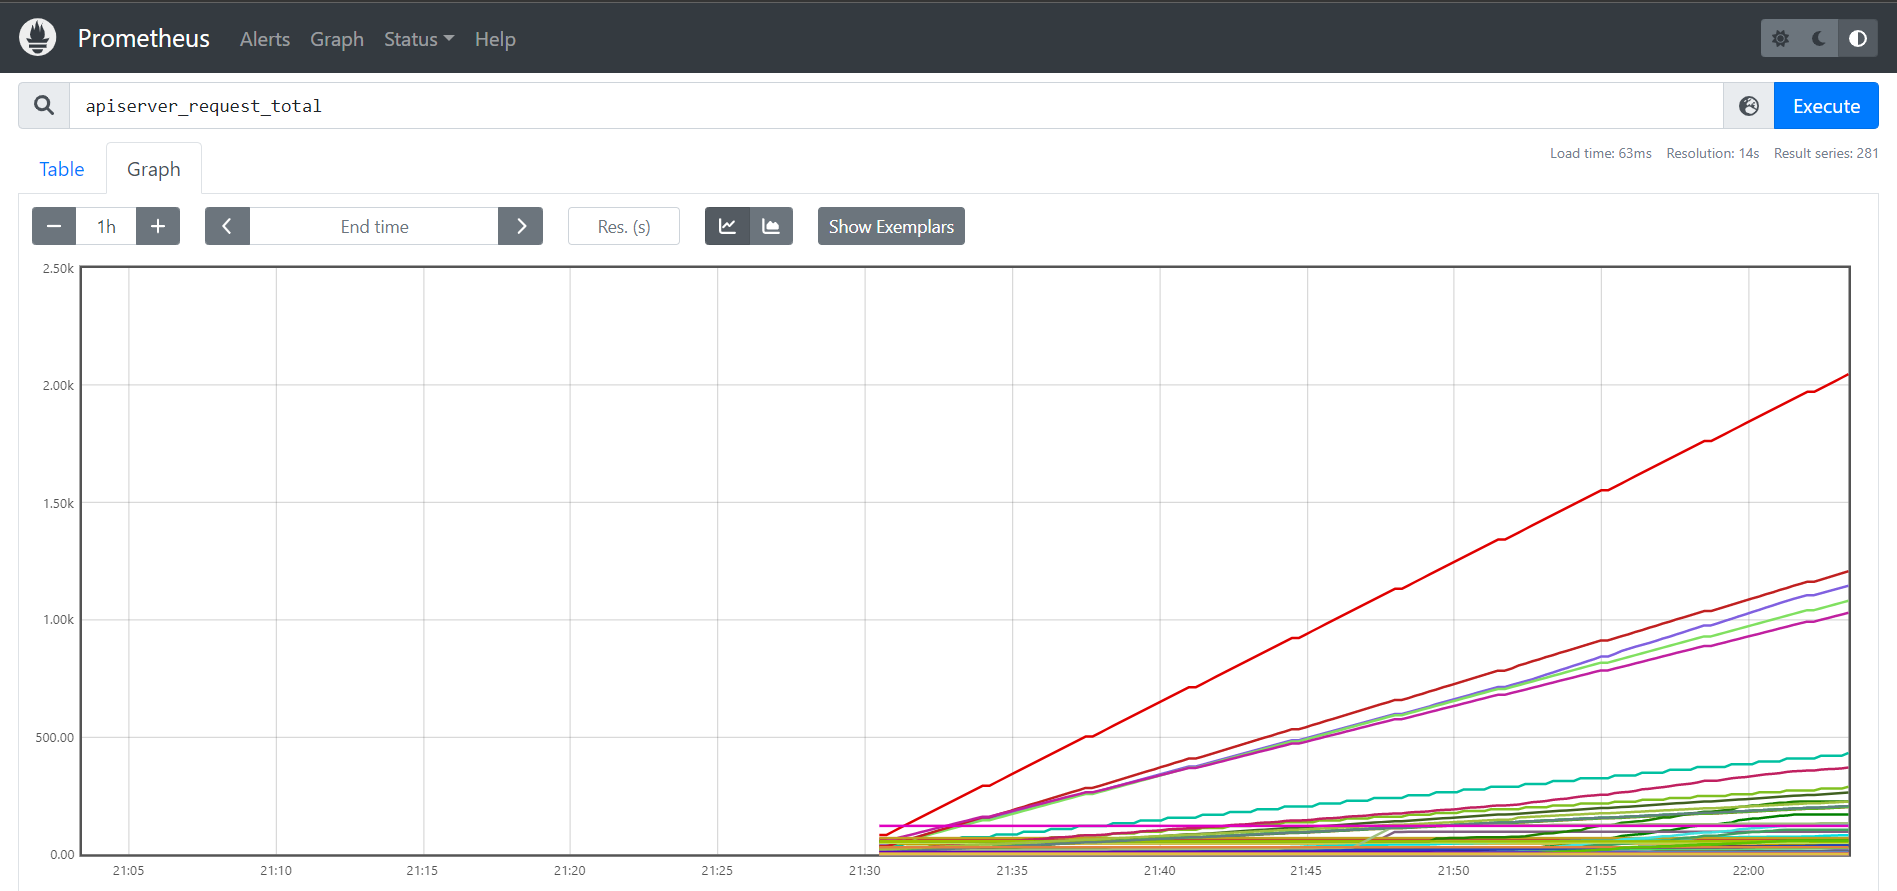 Prometheus Alerts Graph Status Help
apiserver_request_total
Execute
Table Graph
Load time: 63ms Resolution: 14s Result series: 281
1h End time Res. (s) Show Exemplars
2.50k
2.00k
1.50k
1.00k
500.00
0.00
21:05 21:10 21:15 21:20 21:25 21:30 21:35 21:40 21:45 21:50 21:55 22:00